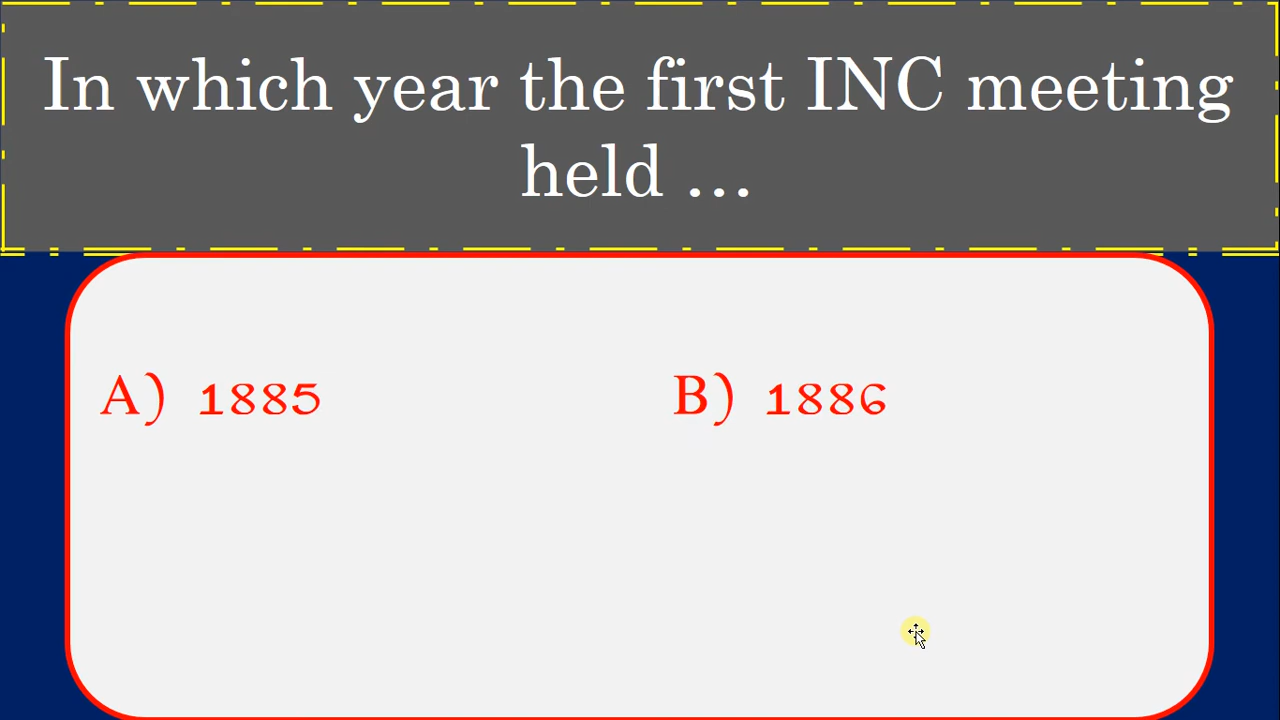 In which year the first INC meeting
held ...
A) 1885
B) 1886